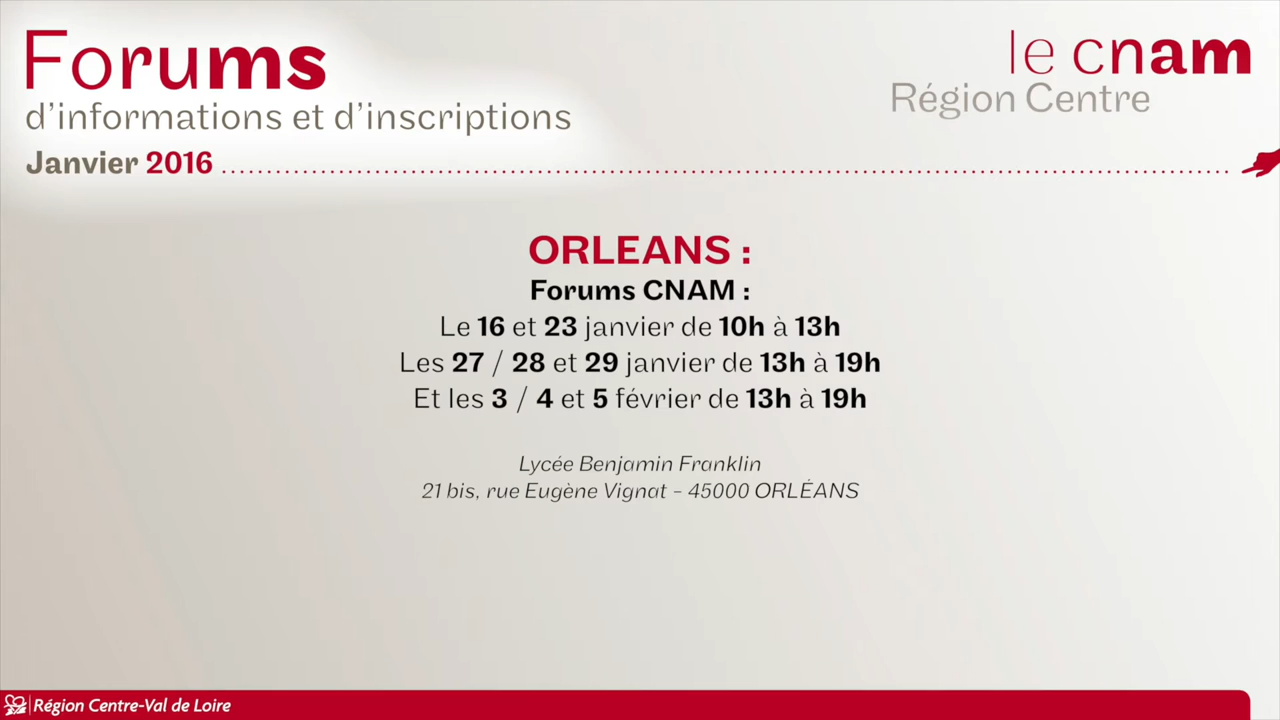 Forums
d'informations et d'inscriptions
Janvier 2016
le cnam
Région Centre
ORLEANS :
Forums CNAM :
Le 16 et 23 janvier de 10h à 13h
Les 27 / 28 et 29 janvier de 13h à 19h
Et les 3 / 4 et 5 février de 13h à 19h
Lycée Benjamin Franklin
21 bis, rue Eugène Vignat - 45000 ORLÉANS
Région Centre-Val de Loire